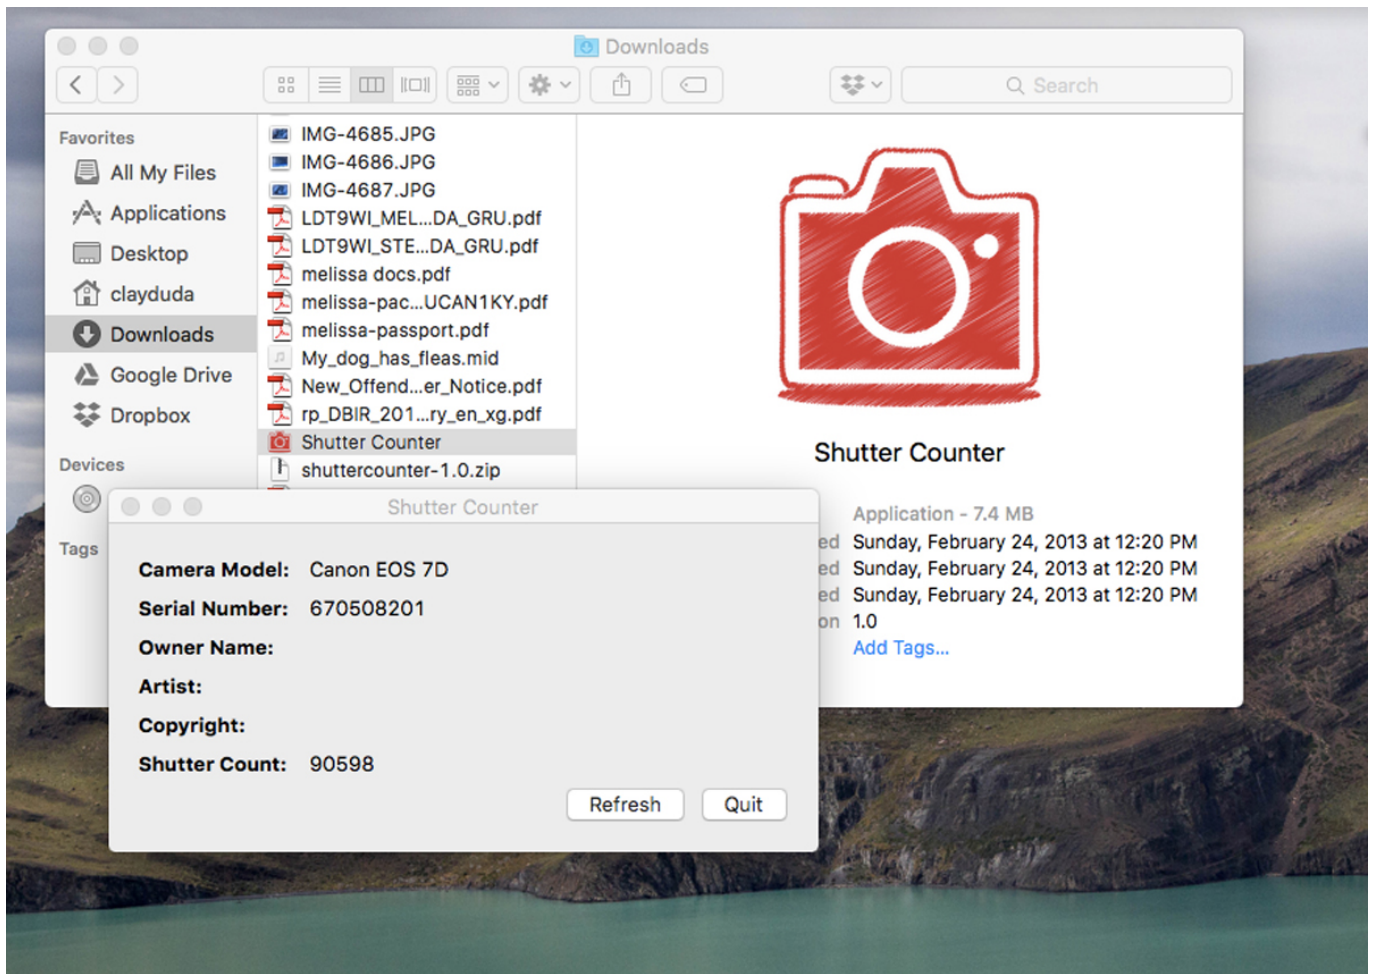 Downloads
Search
Favorites
All My Files
Applications
Desktop
clayduda
Downloads
Google Drive
Dropbox
Devices
Tags
IMG-4685.JPG
IMG-4686.JPG
IMG-4687.JPG
LDT9WI_MEL...DA_GRU.pdf
LDT9WI_STE...DA_GRU.pdf
melissa docs.pdf
melissa-pac...UCAN1KY.pdf
melissa-passport.pdf
My_dog_has_fleas.mid
New_Offend...er_Notice.pdf
rp_DBIR_201...ry_en_xg.pdf
Shutter Counter
shuttercounter-1.0.zip
Shutter Counter
Application - 7.4 MB
ed Sunday, February 24, 2013 at 12:20 PM
ed Sunday, February 24, 2013 at 12:20 PM
ed Sunday, February 24, 2013 at 12:20 PM
on 1.0
Add Tags...
Shutter Counter
Camera Model: Canon EOS 7D
Serial Number: 670508201
Owner Name:
Artist:
Copyright:
Shutter Count: 90598
Refresh
Quit